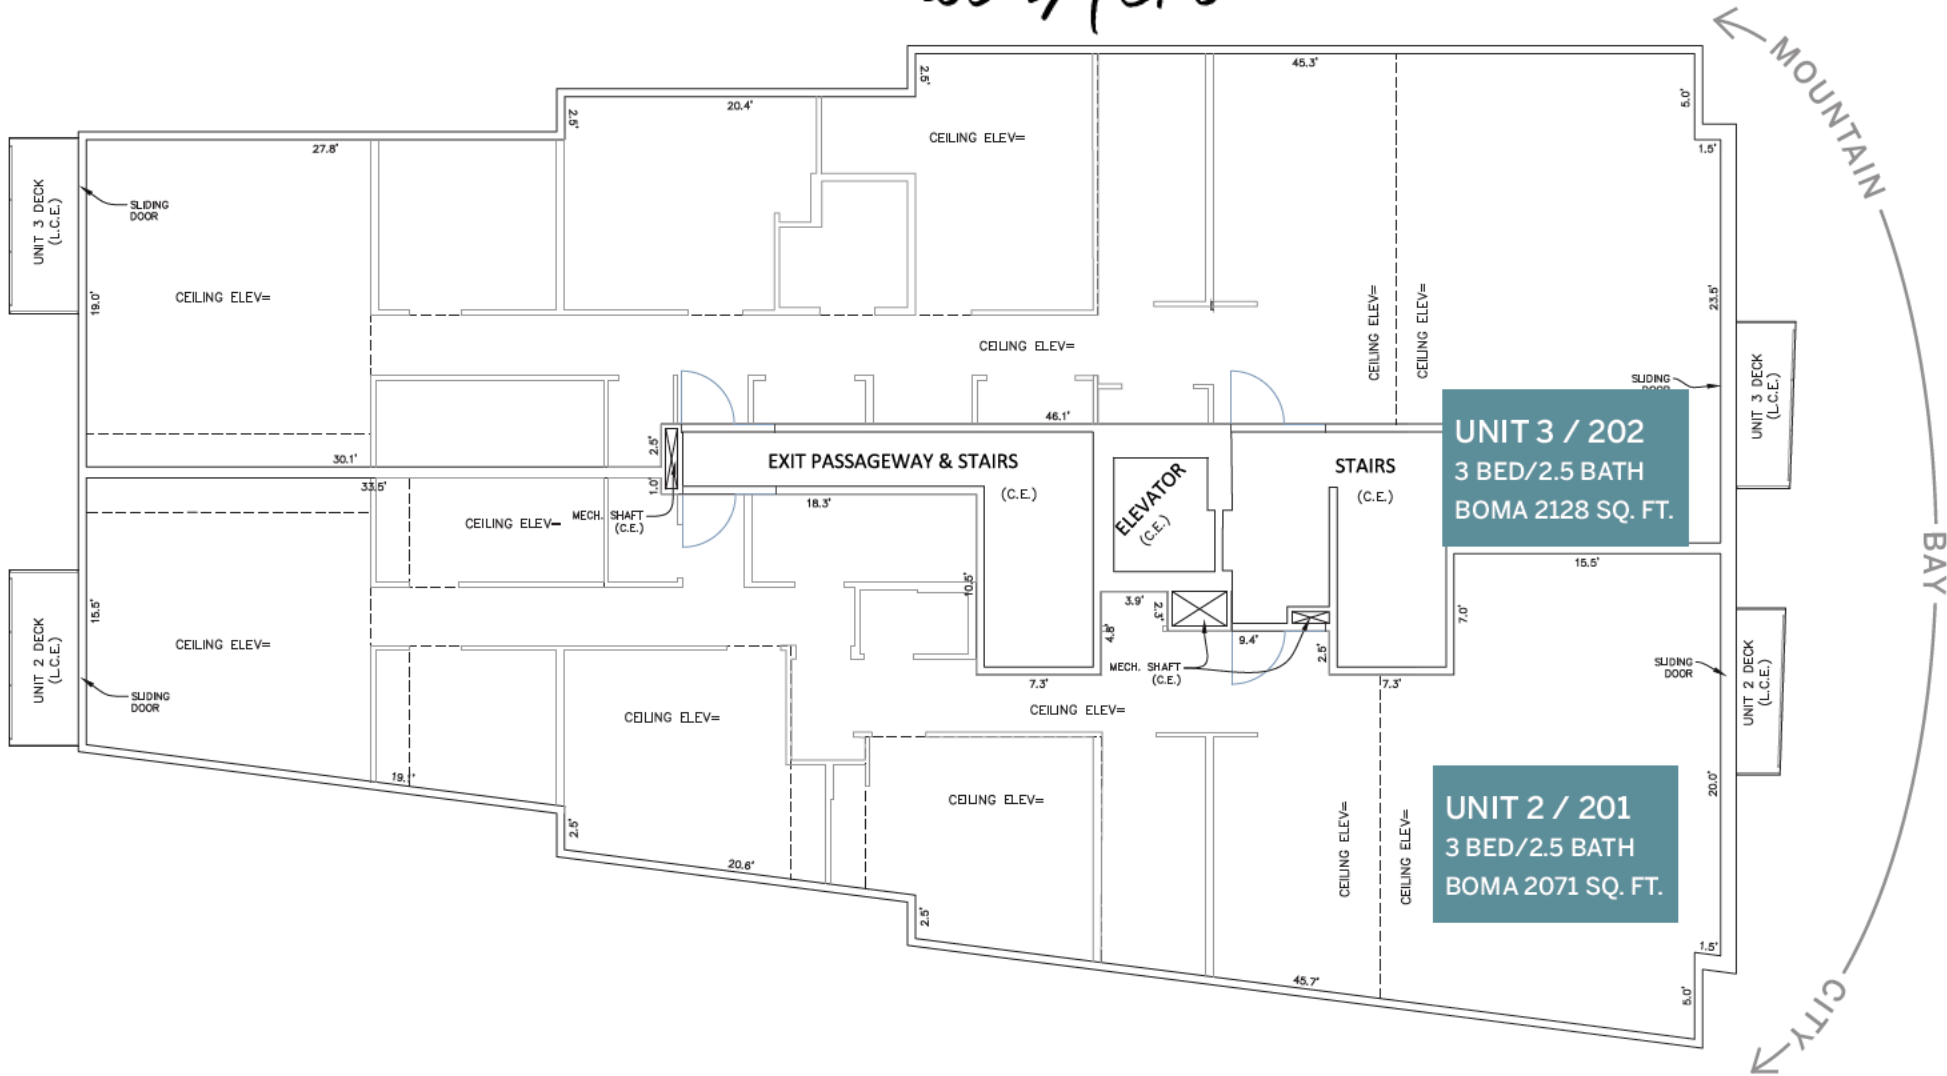 MOUNTAIN
45.3'
2.5'
5.0'
20.4'
2.5'
CEILING ELEV=
27.8'
1.5'
UNIT 3 DECK
(L.C.E.)
SLIDING
DOOR
19.0'
CEILING ELEV=
23.5'
CEILING ELEV=
CEILING ELEV=
CEILING ELEV=
SLIDING
UNIT 3 DECK
(L.C.E.)
46.1'
UNIT 3 / 202
3 BED/2.5 BATH
BOMA 2128 SQ. FT.
30.1'
2.5'
EXIT PASSAGEWAY & STAIRS
(C.E.)
ELEVATOR
(C.E.)
STAIRS
(C.E.)
33.5'
1.0'
18.3'
CEILING ELEV=
MECH. SHAFT
(C.E.)
BAY
15.5'
10.5'
3.9'
2.3'
4.8'
9.4'
2.5'
7.0'
15.5'
UNIT 2 DECK
(L.C.E.)
CEILING ELEV=
MECH. SHAFT
(C.E.)
7.3'
7.3'
SLIDING
DOOR
UNIT 2 DECK
(L.C.E.)
SLIDING
DOOR
CEILING ELEV=
CEILING ELEV=
19.1'
20.0'
CEILING ELEV=
CEILING ELEV=
CEILING ELEV=
UNIT 2 / 201
3 BED/2.5 BATH
BOMA 2071 SQ. FT.
2.5'
20.6'
2.5'
1.5'
45.7'
5.0'
CITY